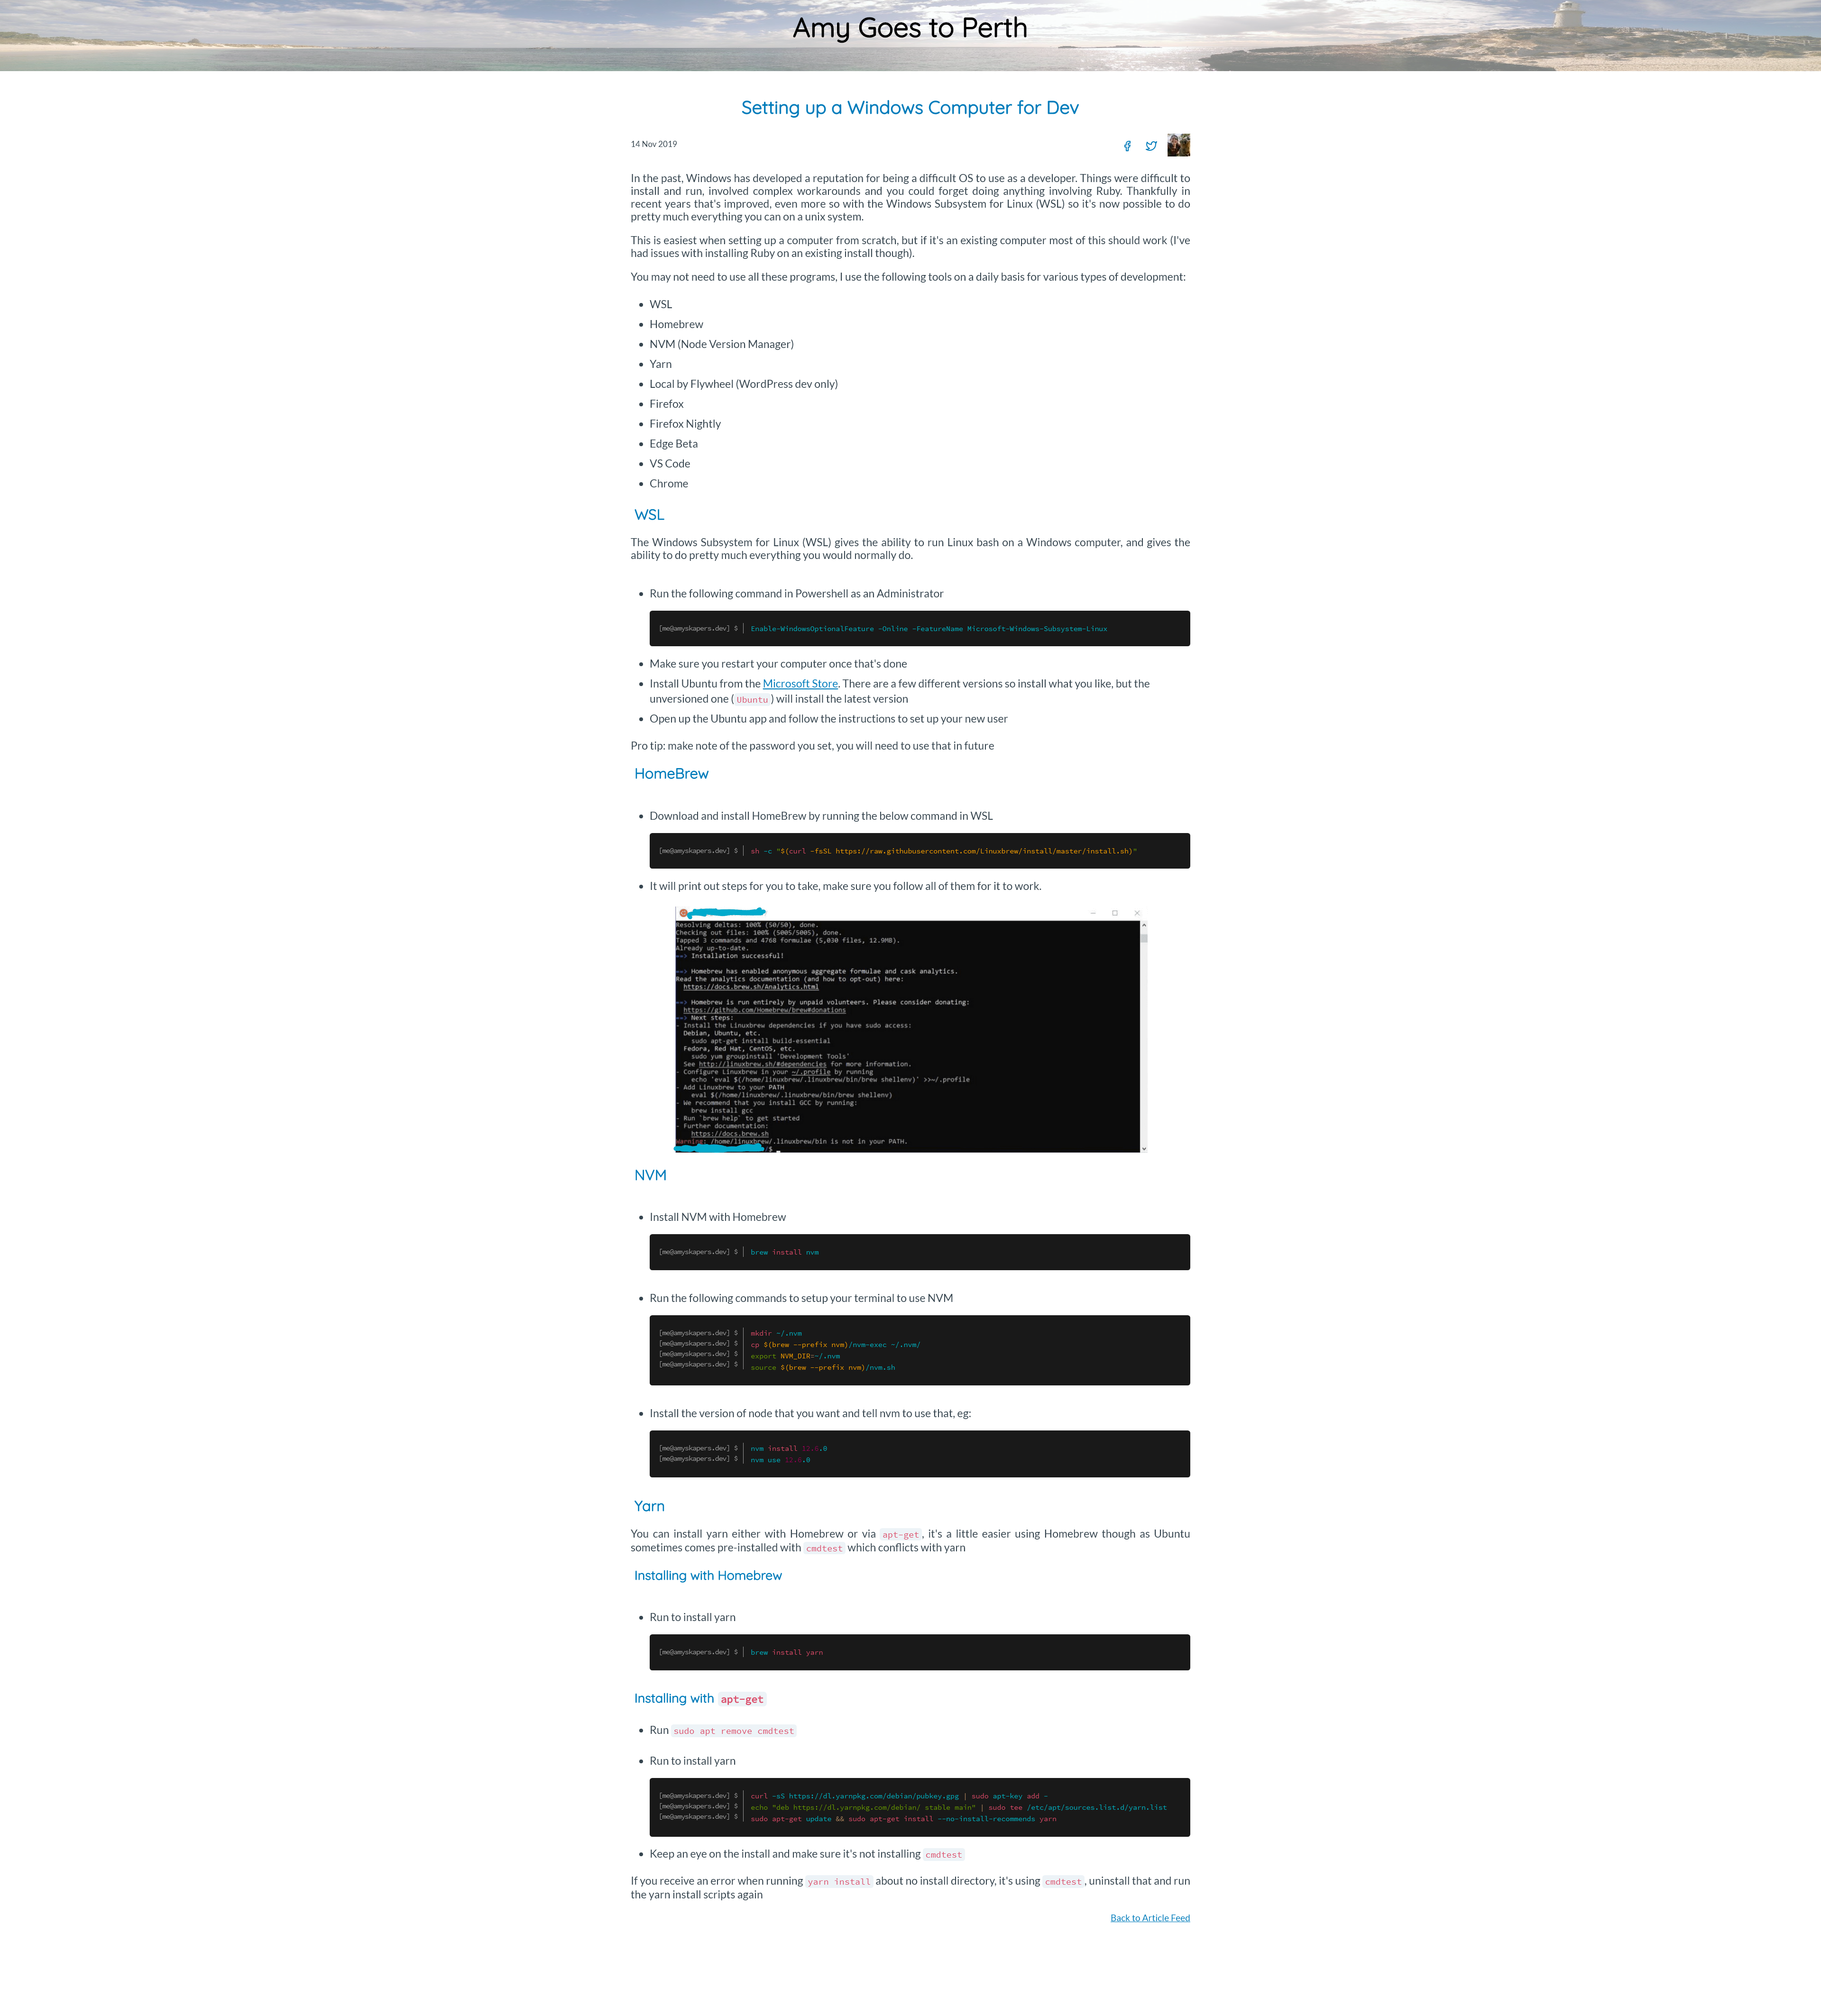 Amy Goes to Perth
Setting up a Windows Computer for Dev
14 Nov 2019
In the past, Windows has developed a reputation for being a difficult OS to use as a developer. Things were difficult to
install and run, involved complex workarounds and you could forget doing anything involving Ruby. Thankfully in
recent years that's improved, even more so with the Windows Subsystem for Linux (WSL) so it's now possible to do
pretty much everything you can on a unix system.
This is easiest when setting up a computer from scratch, but if it's an existing computer most of this should work (I've
had issues with installing Ruby on an existing install though).
You may not need to use all these programs, I use the following tools on a daily basis for various types of development:
• WSL
• Homebrew
• NVM (Node Version Manager)
• Yarn
• Local by Flywheel (WordPress dev only)
• Firefox
• Firefox Nightly
• Edge Beta
• VS Code
• Chrome
WSL
The Windows Subsystem for Linux (WSL) gives the ability to run Linux bash on a Windows computer, and gives the
ability to do pretty much everything you would normally do.
• Run the following command in Powershell as an Administrator
[me@amyskapers.dev] $ Enable-WindowsOptionalFeature -Online -FeatureName Microsoft-Windows-Subsystem-Linux
• Make sure you restart your computer once that's done
• Install Ubuntu from the Microsoft Store. There are a few different versions so install what you like, but the
unversioned one (Ubuntu) will install the latest version
• Open up the Ubuntu app and follow the instructions to set up your new user
Pro tip: make note of the password you set, you will need to use that in future
HomeBrew
• Download and install HomeBrew by running the below command in WSL
[me@amyskapers.dev] $ sh -c "$(curl -fsSL https://raw.githubusercontent.com/Linuxbrew/install/master/install.sh)"
• It will print out steps for you to take, make sure you follow all of them for it to work.
Resolving deltas: 100% (50/50), done.
Checking out files: 100% (5005/5005), done.
Tapped 3 commands and 4768 formulae (5,030 files, 12.9MB).
Already up-to-date.
==> Installation successful!
==> Homebrew has enabled anonymous aggregate formulae and cask analytics.
Read the analytics documentation (and how to opt-out) here:
https://docs.brew.sh/Analytics.html
==> Homebrew is run entirely by unpaid volunteers. Please consider donating:
https://github.com/Homebrew/brew#donations
==> Next steps:
- Install the Linuxbrew dependencies if you have sudo access:
Debian, Ubuntu, etc.
sudo apt-get install build-essential
Fedora, Red Hat, CentOS, etc.
sudo yum groupinstall 'Development Tools'
See http://linuxbrew.sh/#dependencies for more information.
- Configure Linuxbrew in your ~/.profile by running
echo 'eval $(/home/linuxbrew/.linuxbrew/bin/brew shellenv)' >>~/.profile
- Add Linuxbrew to your PATH
eval $(/home/linuxbrew/.linuxbrew/bin/brew shellenv)
- We recommend that you install GCC by running:
brew install gcc
- Run `brew help` to get started
- Further documentation:
https://docs.brew.sh
Warning: /home/linuxbrew/.linuxbrew/bin is not in your PATH.
NVM
• Install NVM with Homebrew
[me@amyskapers.dev] $ brew install nvm
• Run the following commands to setup your terminal to use NVM
[me@amyskapers.dev] $ mkdir ~/.nvm
[me@amyskapers.dev] $ cp $(brew --prefix nvm)/nvm-exec ~/.nvm/
[me@amyskapers.dev] $ export NVM_DIR=~/.nvm
[me@amyskapers.dev] $ source $(brew --prefix nvm)/nvm.sh
• Install the version of node that you want and tell nvm to use that, eg:
[me@amyskapers.dev] $ nvm install 12.0.0
[me@amyskapers.dev] $ nvm use 12.0.0
Yarn
You can install yarn either with Homebrew or via apt-get, it's a little easier using Homebrew though as Ubuntu
sometimes comes pre-installed with cmdtest which conflicts with yarn
Installing with Homebrew
• Run to install yarn
[me@amyskapers.dev] $ brew install yarn
Installing with apt-get
• Run sudo apt remove cmdtest
• Run to install yarn
[me@amyskapers.dev] $ curl -sS https://dl.yarnpkg.com/debian/pubkey.gpg | sudo apt-key add -
[me@amyskapers.dev] $ echo "deb https://dl.yarnpkg.com/debian/ stable main" | sudo tee /etc/apt/sources.list.d/yarn.list
[me@amyskapers.dev] $ sudo apt-get update && sudo apt-get install --no-install-recommends yarn
• Keep an eye on the install and make sure it's not installing cmdtest
If you receive an error when running yarn install about no install directory, it's using cmdtest, uninstall that and run
the yarn install scripts again
Back to Article Feed